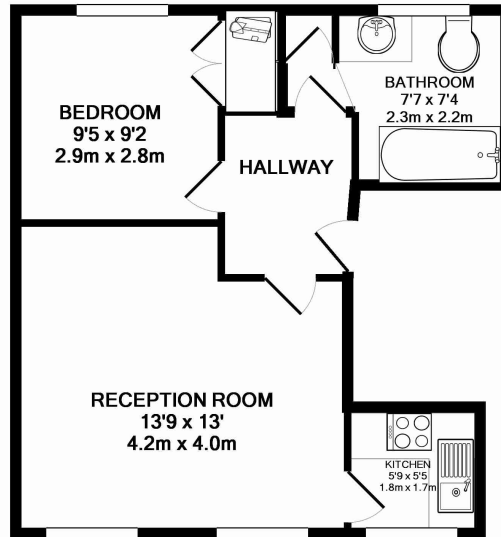 BEDROOM
9'5 x 9'2
2.9m x 2.8m
BATHROOM
7'7 x 7'4
2.3m x 2.2m
HALLWAY
RECEPTION ROOM
13'9 x 13'
4.2m x 4.0m
KITCHEN
5'9 x 5'5
1.8m x 1.7m